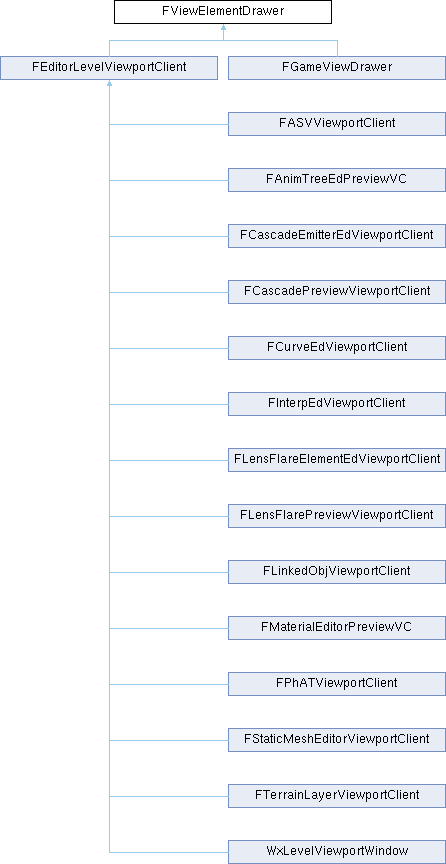 FViewElementDrawer
FEditorLevelViewportClient
FGameViewDrawer
FASVViewportClient
FAnimTreeEdPreviewVC
FCascadeEmitterEdViewportClient
FCascadePreviewViewportClient
FCurveEdViewportClient
FInterpEdViewportClient
FLensFlareElementEdViewportClient
FLensFlarePreviewViewportClient
FLinkedObjViewportClient
FMaterialEditorPreviewVC
FPhATViewportClient
FStaticMeshEditorViewportClient
FTerrainLayerViewportClient
WxLevelViewportWindow